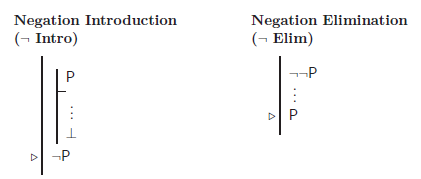 Negation Introduction
(¬ Intro)
P
⋮
⊥
▷ ¬P
Negation Elimination
(¬ Elim)
¬¬P
⋮
▷ P